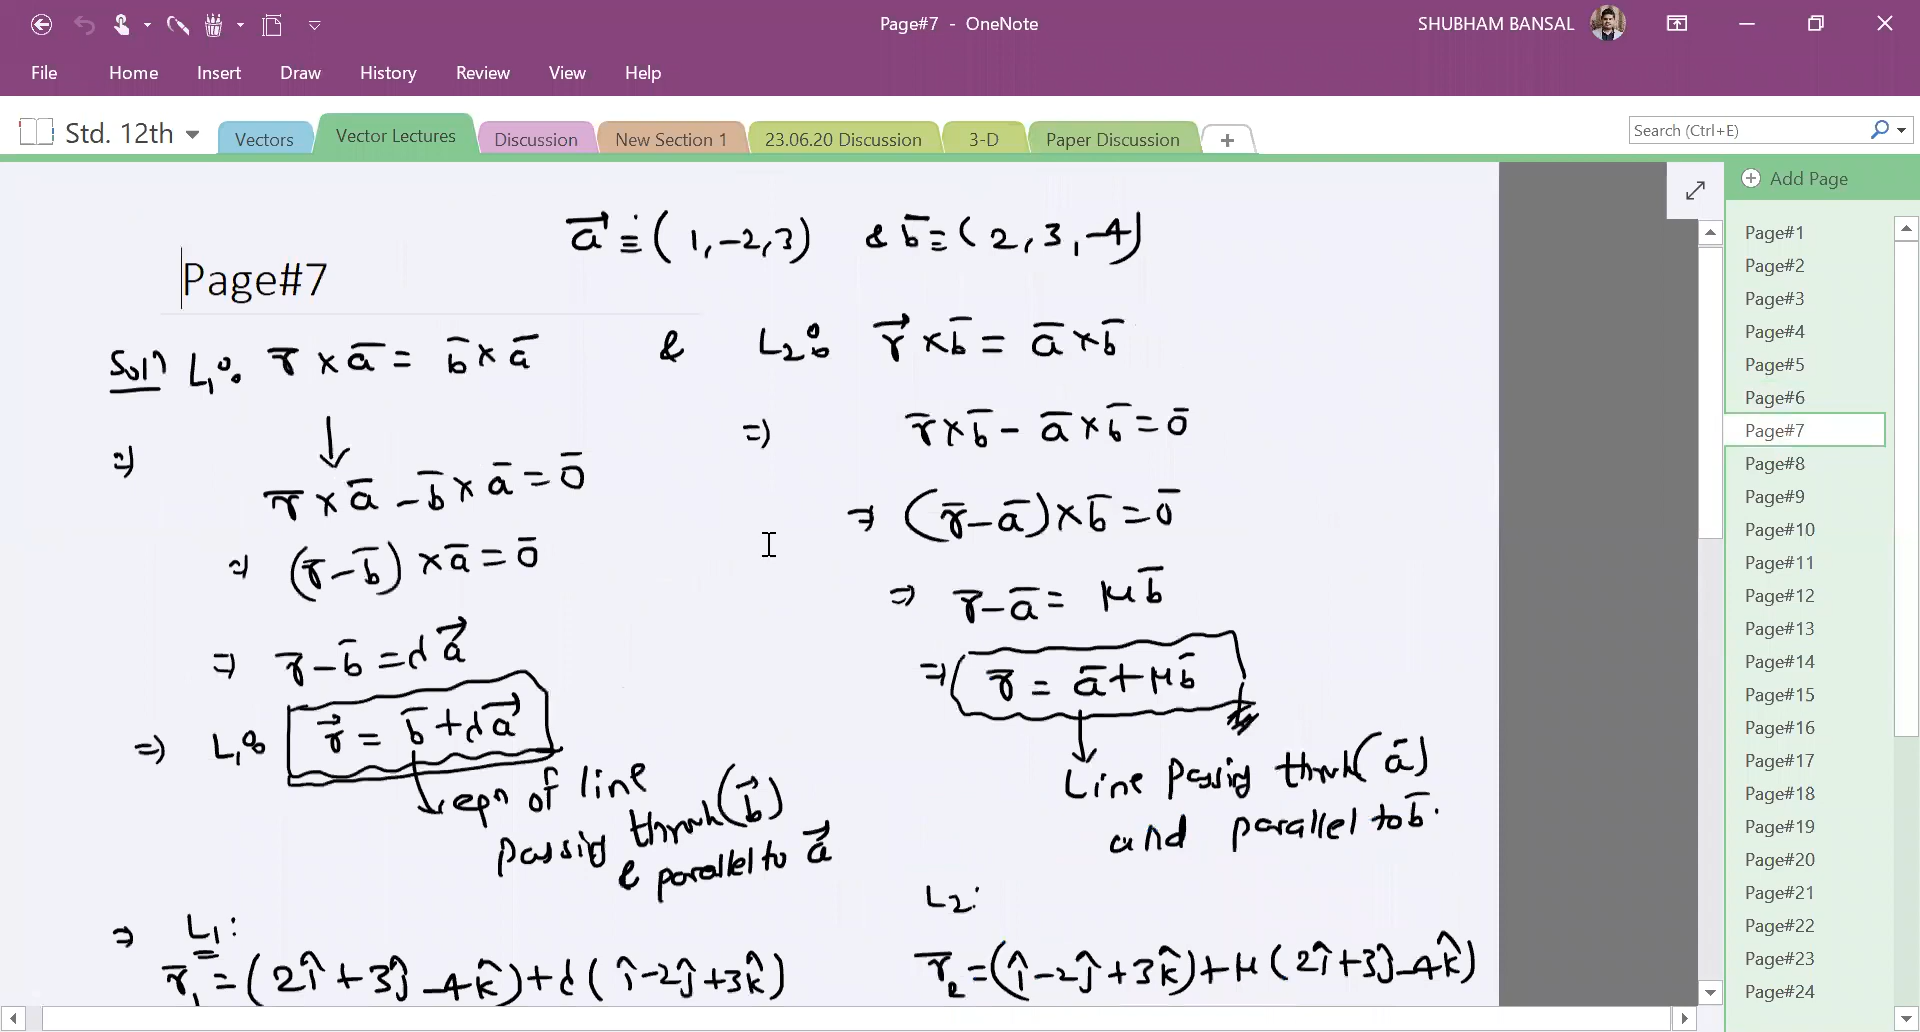 Page#7 - OneNote
SHUBHAM BANSAL
File Home Insert Draw History Review View Help
Std. 12th
Vectors
Vector Lectures
Discussion
New Section 1
23.06.20 Discussion
3-D
Paper Discussion
+
Search (Ctrl+E)
Add Page
a⃗ ≡ (1,-2,3) & b̄ ≡ (2,3,-4)
Page#7
Solⁿ L₁: r̄ × ā = b̄ × ā & L₂: r⃗ × b̄ = ā × b̄
⇒ r̄ × ā - b̄ × ā = 0̄
⇒ (r̄ - b̄) × ā = 0̄
⇒ r̄ - b̄ = λa⃗
⇒ L₁: r⃗ = b̄ + λa⃗
eqn of line
passing throuh (b⃗)
& parallel to a⃗
⇒ r̄ × b̄ - ā × b̄ = 0̄
⇒ (r̄ - ā) × b̄ = 0̄
⇒ r̄ - ā = μb̄
⇒ r̄ = ā + μb̄
Line passing throuh (ā)
and parallel to b̄.
⇒ L₁:
r̄₁ = (2î + 3ĵ - 4k̂) + λ(î - 2ĵ + 3k̂)
L₂:
r̄₂ = (î - 2ĵ + 3k̂) + μ(2î + 3ĵ - 4k̂)
Page#1
Page#2
Page#3
Page#4
Page#5
Page#6
Page#7
Page#8
Page#9
Page#10
Page#11
Page#12
Page#13
Page#14
Page#15
Page#16
Page#17
Page#18
Page#19
Page#20
Page#21
Page#22
Page#23
Page#24